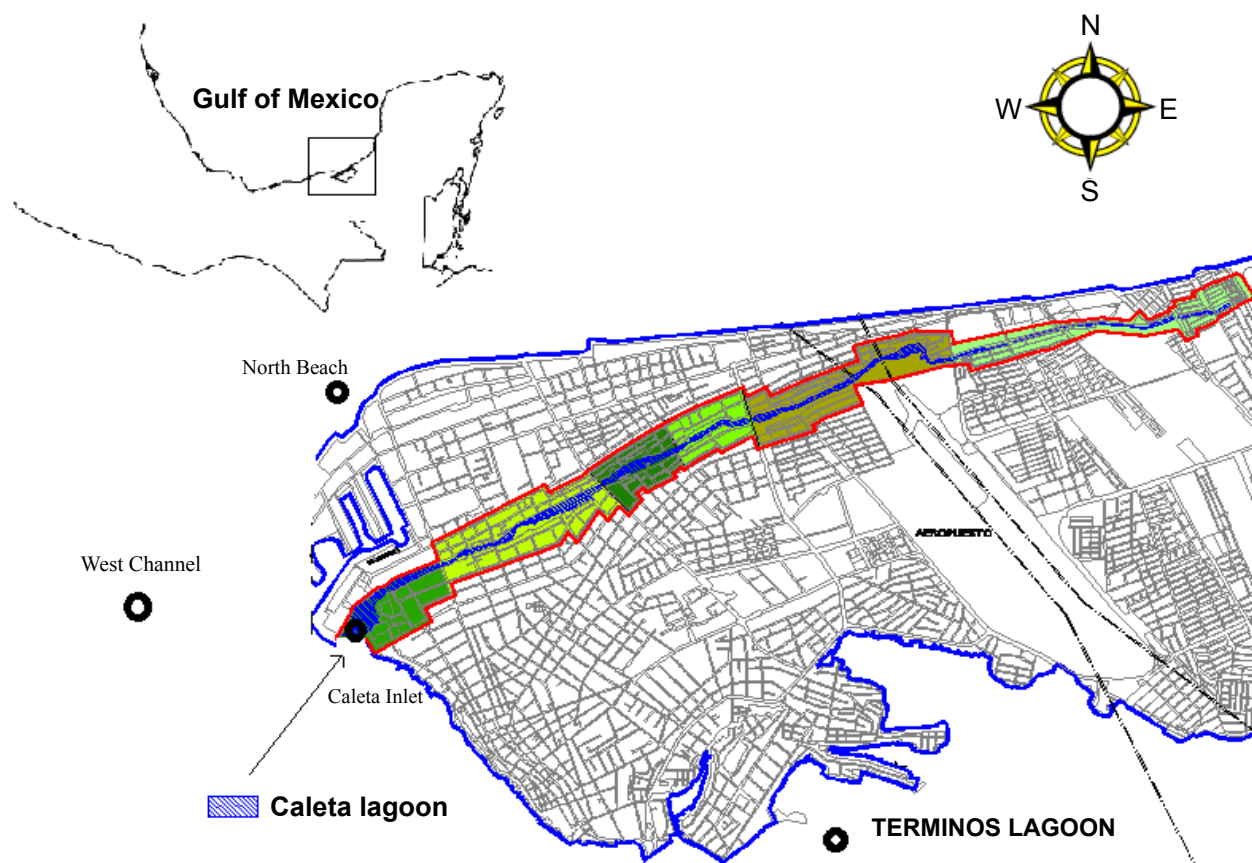 Gulf of Mexico
N
W
E
S
North Beach
AEROPUERTO
West Channel
Caleta Inlet
Caleta lagoon
TERMINOS LAGOON